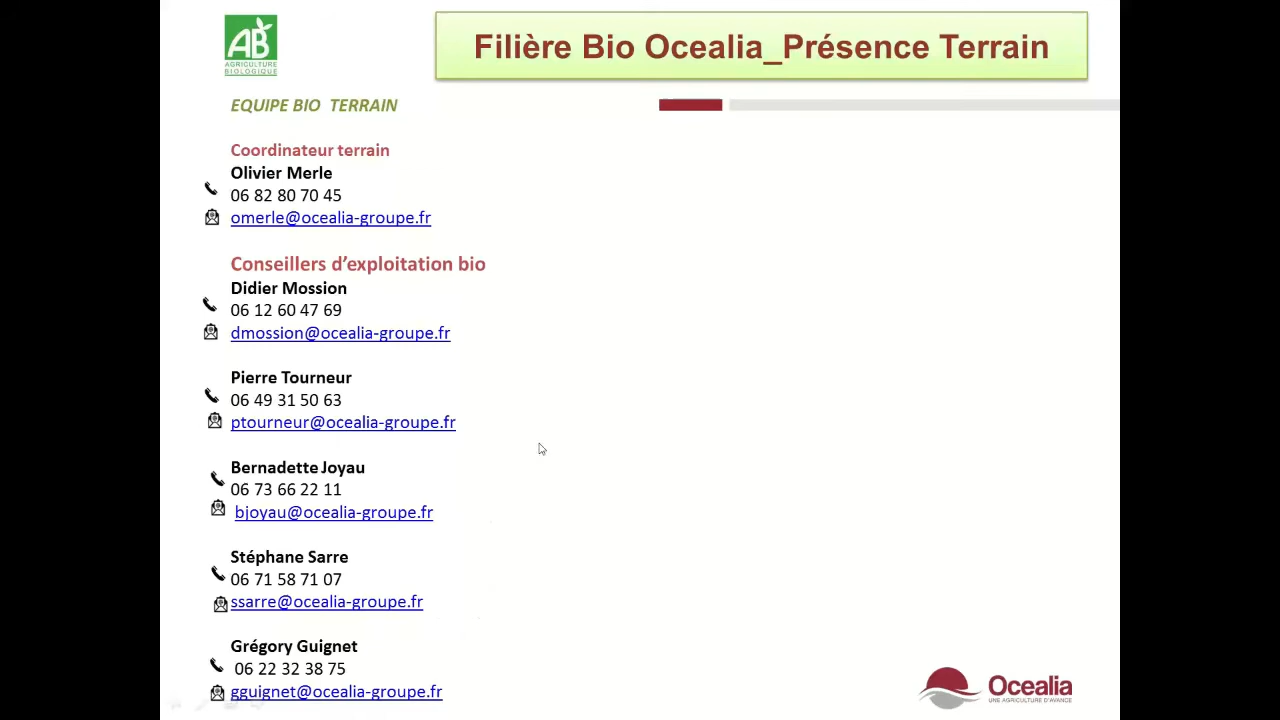 AB
AGRICULTURE
BIOLOGIQUE
Filière Bio Ocealia_Présence Terrain
EQUIPE BIO TERRAIN
Coordinateur terrain
Olivier Merle
06 82 80 70 45
omerle@ocealia-groupe.fr
Conseillers d’exploitation bio
Didier Mossion
06 12 60 47 69
dmossion@ocealia-groupe.fr
Pierre Tourneur
06 49 31 50 63
ptourneur@ocealia-groupe.fr
Bernadette Joyau
06 73 66 22 11
bjoyau@ocealia-groupe.fr
Stéphane Sarre
06 71 58 71 07
ssarre@ocealia-groupe.fr
Grégory Guignet
06 22 32 38 75
gguignet@ocealia-groupe.fr
Ocealia
UNE AGRICULTURE D'AVANCE